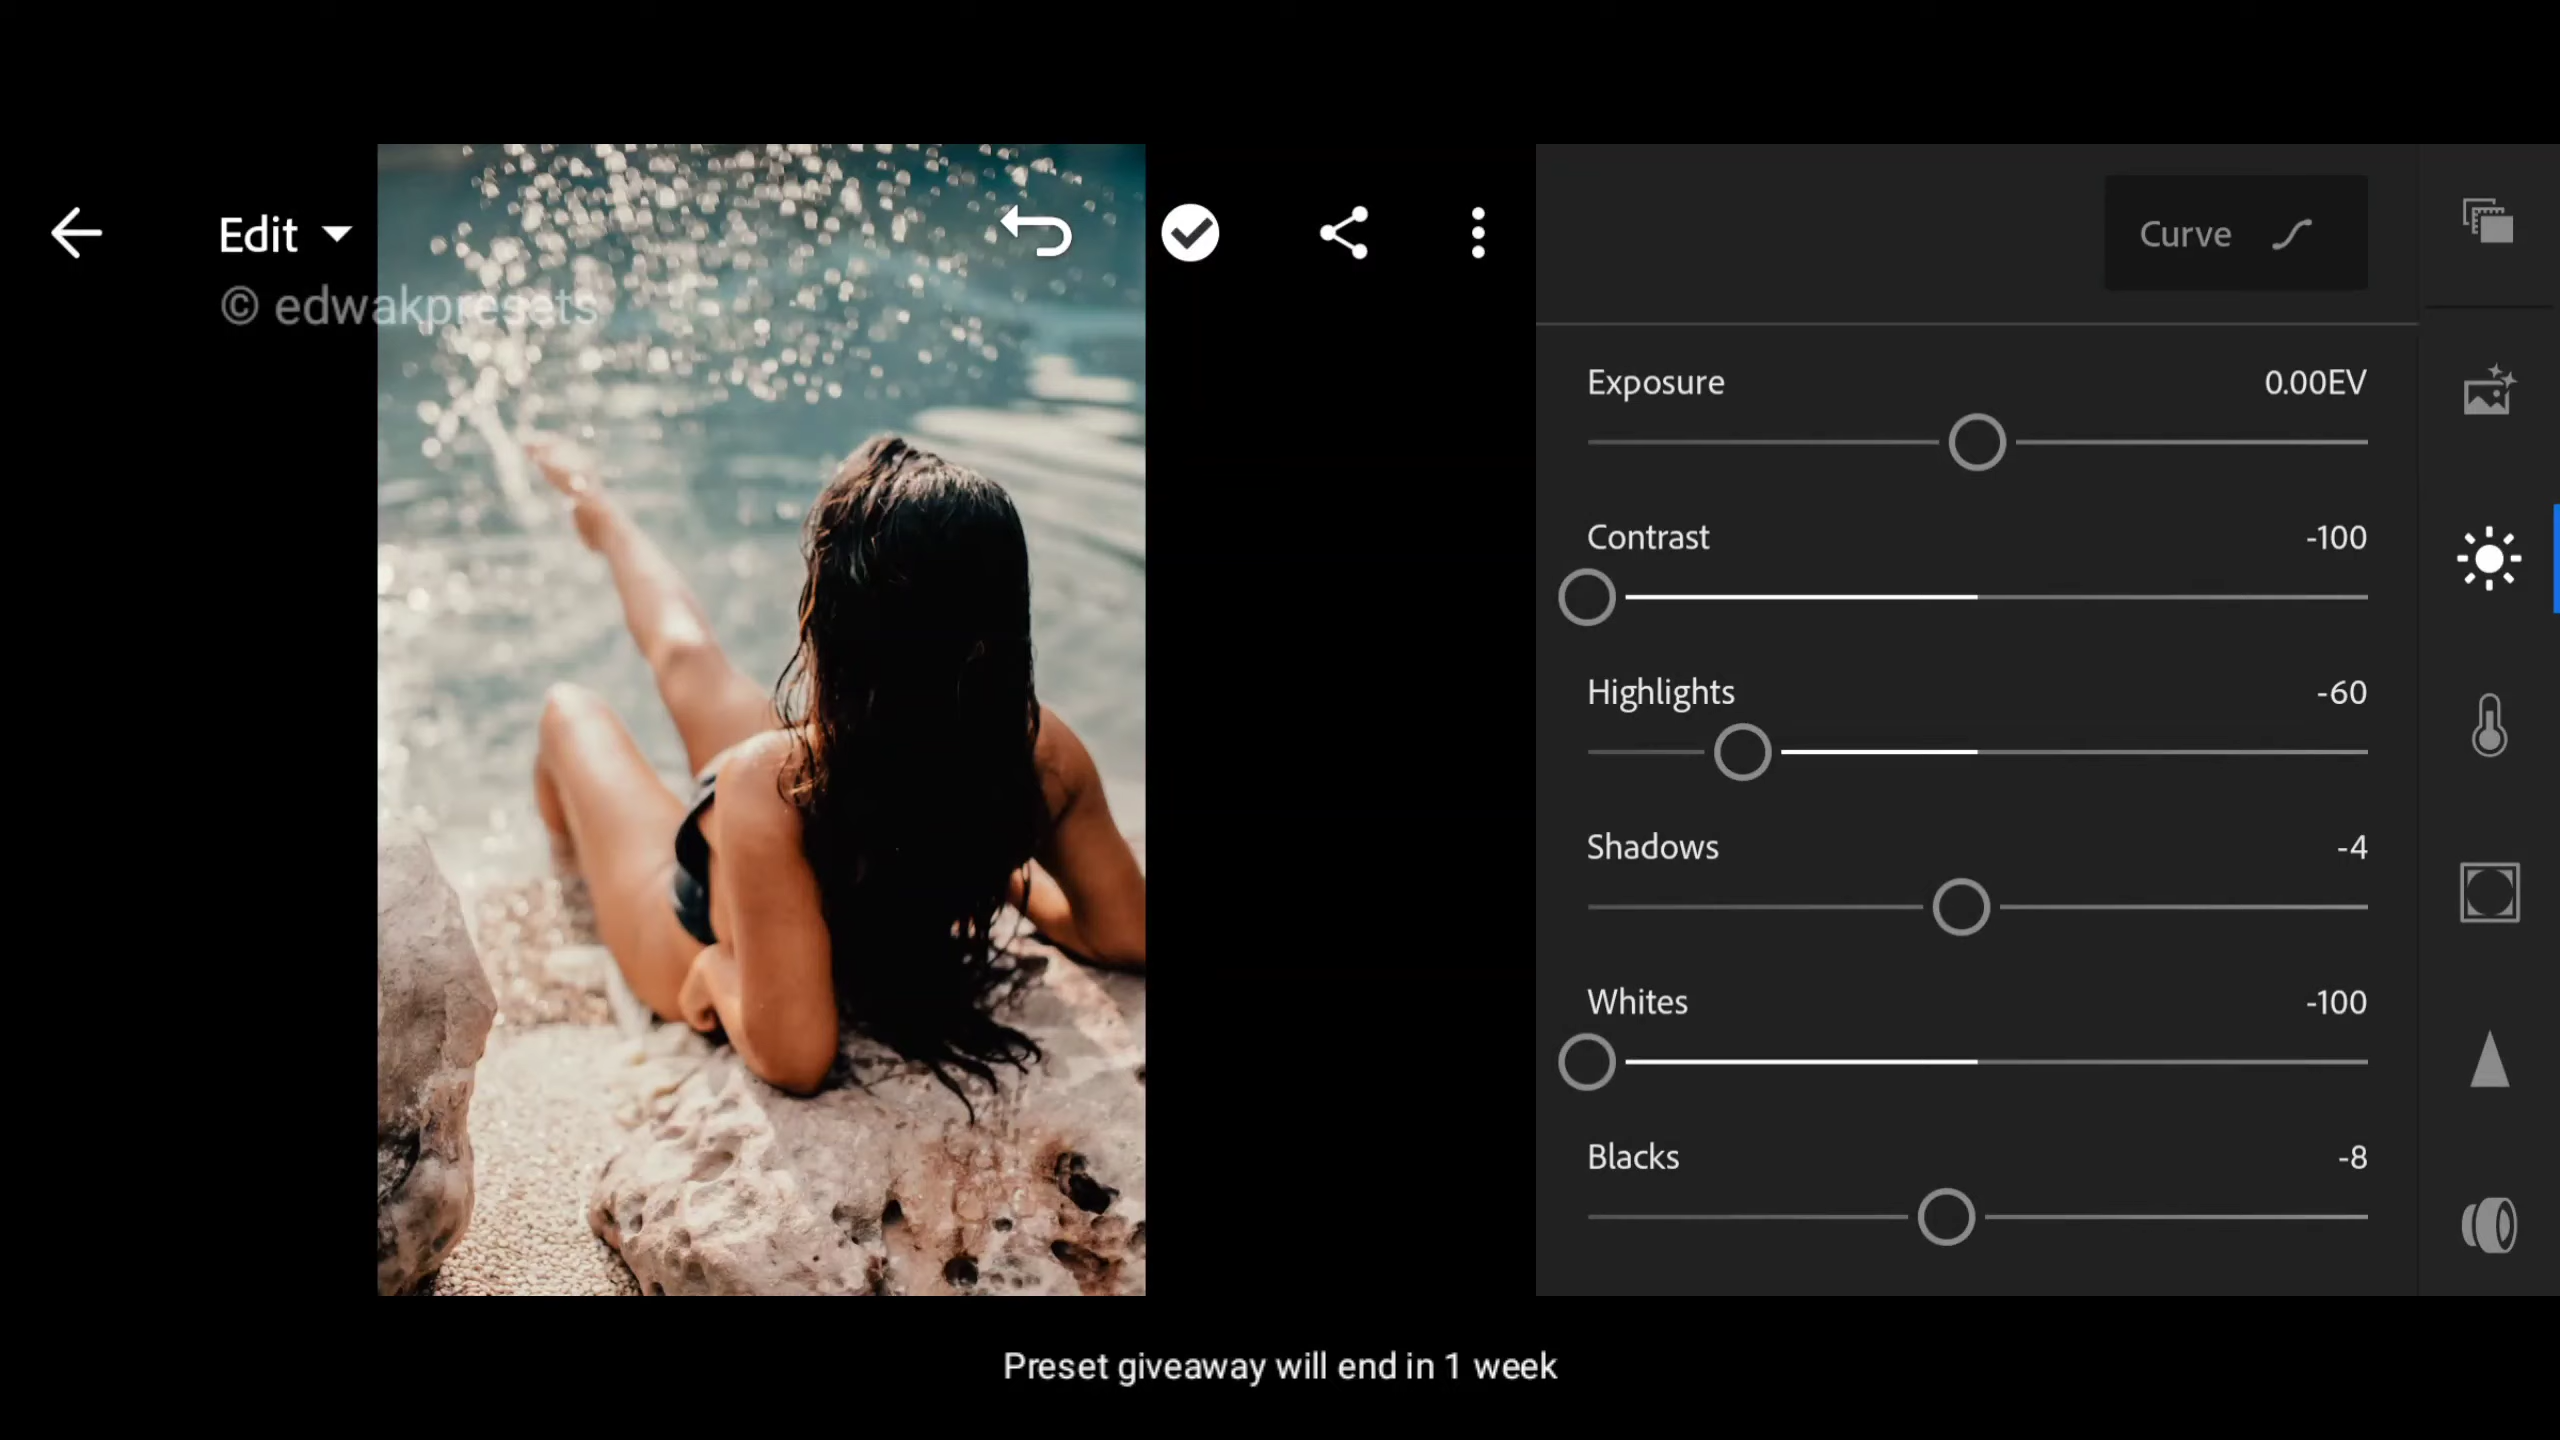 Edit
© edwakpresets
Curve
Exposure 0.00EV
Contrast -100
Highlights -60
Shadows -4
Whites -100
Blacks -8
Preset giveaway will end in 1 week